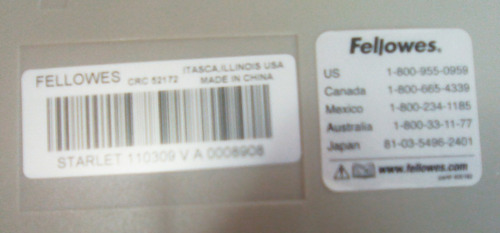 FELLOWES CRC 52172
ITASCA, ILLINOIS USA
MADE IN CHINA
STARLET 110309 V A 0008908
Fellowes.
US 1-800-955-0959
Canada 1-800-665-4339
Mexico 1-800-234-1185
Australia 1-800-33-11-77
Japan 81-03-5496-2401
www.fellowes.com